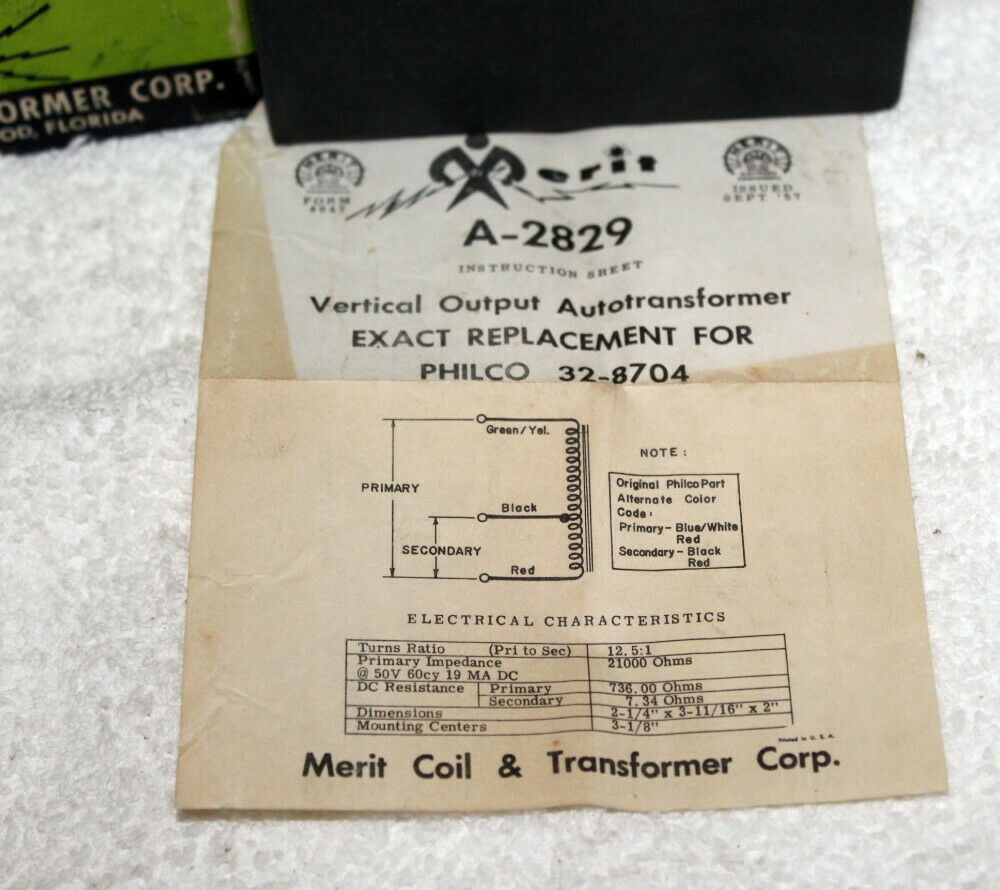 ORMER CORP.
OD, FLORIDA
MERIT
FORM
#647
Merit
MERIT
ISSUED
SEPT '57
A-2829
INSTRUCTION SHEET
Vertical Output Autotransformer
EXACT REPLACEMENT FOR
PHILCO 32-8704
Green/Yel.
PRIMARY
Black
SECONDARY
Red
NOTE:
Original Philco Part
Alternate Color
Code:
Primary-Blue/White
Red
Secondary-Black
Red
ELECTRICAL CHARACTERISTICS
Turns Ratio (Pri to Sec) 12.5:1
Primary Impedance 21000 Ohms
@ 50V 60cy 19 MA DC
DC Resistance Primary 736.00 Ohms
Secondary 7.34 Ohms
Dimensions 2-1/4" x 3-11/16" x 2"
Mounting Centers 3-1/8"
Printed in U.S.A.
Merit Coil & Transformer Corp.